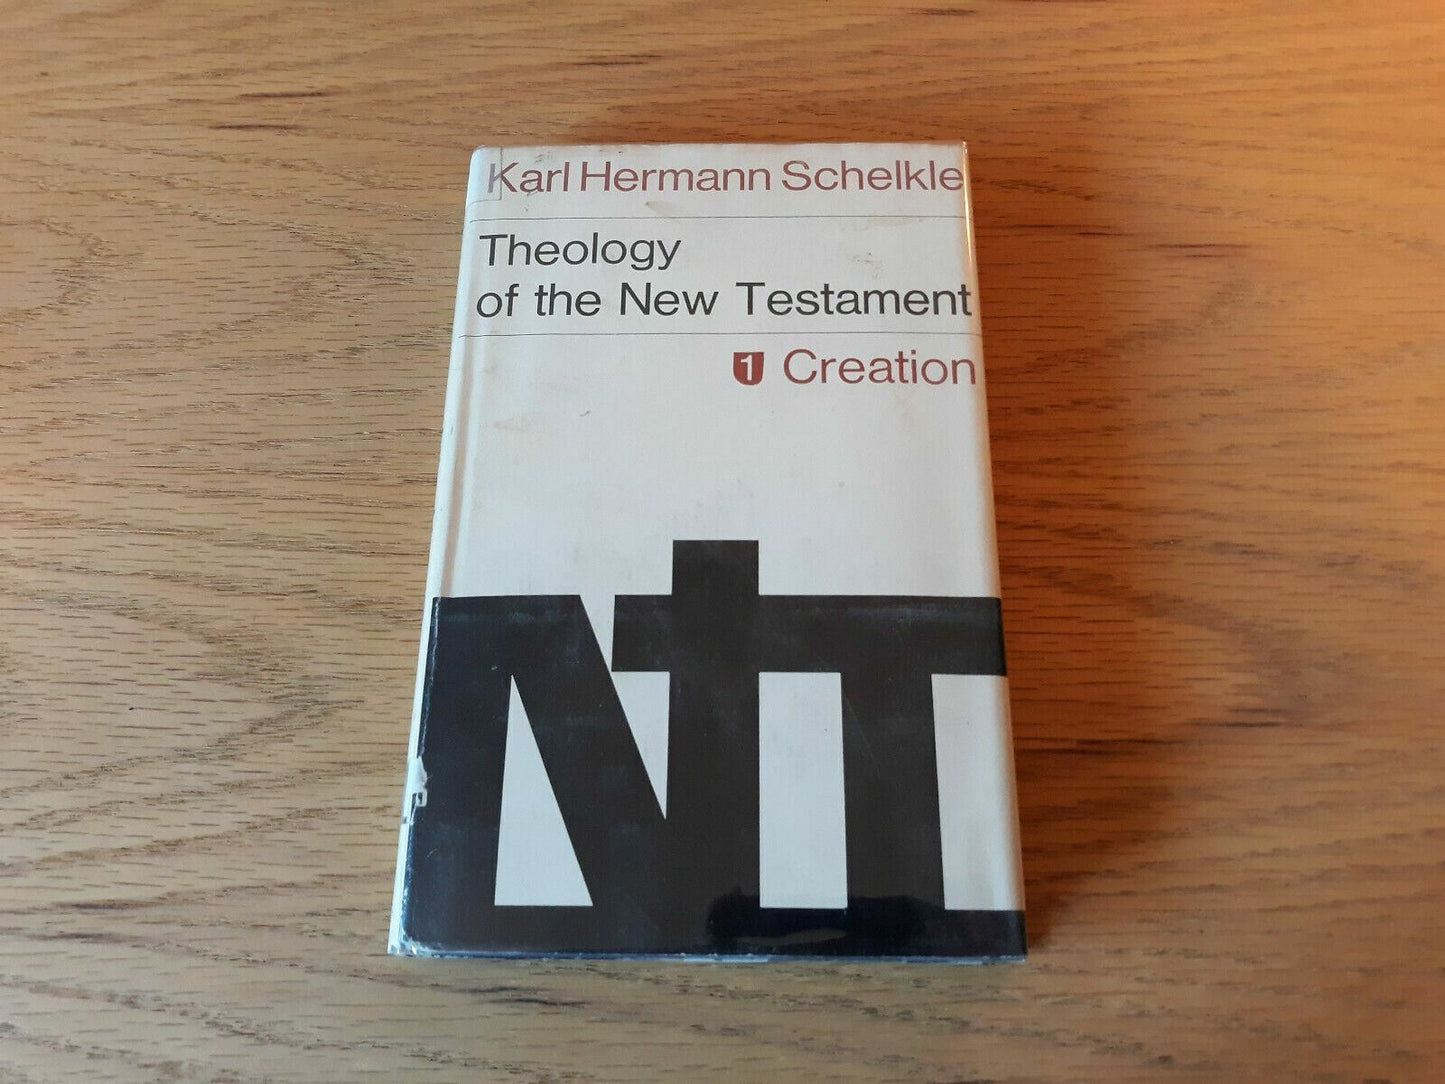 Karl Hermann Schelkle
Theology
of the New Testament
1 Creation
NT